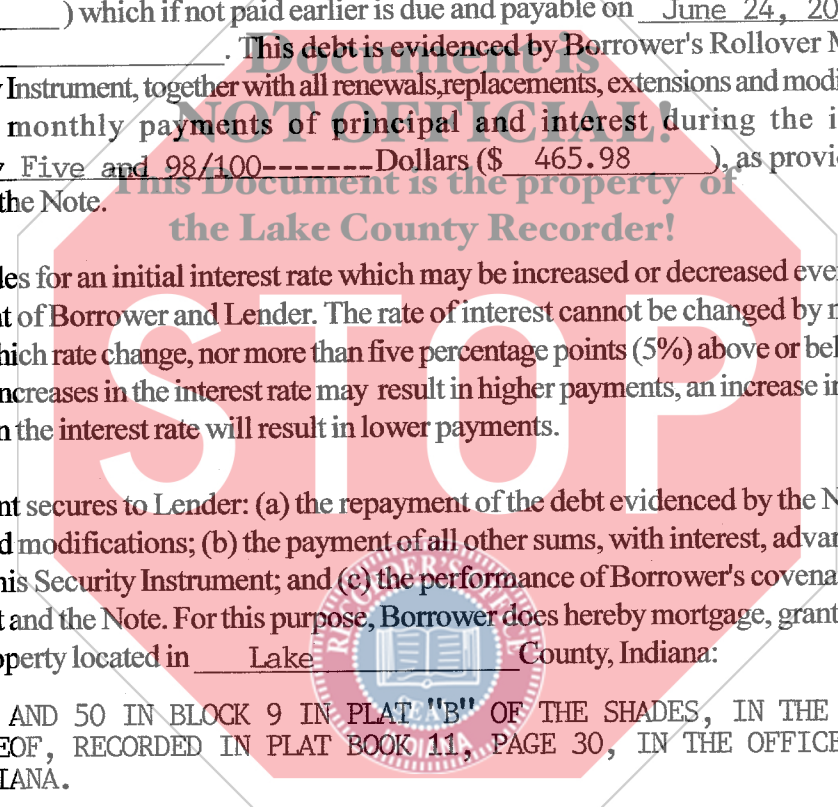 ) which if not paid earlier is due and payable on June 24, 20
. This debt is evidenced by Borrower's Rollover
Document is
Instrument, together with all renewals,replacements, extensions and modi
NOT OFFICIAL!
monthly payments of principal and interest during the i
Five and 98/100-------Dollars ($ 465.98 ), as provi
This Document is the property of
the Note.
the Lake County Recorder!
les for an initial interest rate which may be increased or decreased eve
t of Borrower and Lender. The rate of interest cannot be changed by
hich rate change, nor more than five percentage points (5%) above or bel
ncreases in the interest rate may result in higher payments, an increase in
n the interest rate will result in lower payments.
STOP
nt secures to Lender: (a) the repayment of the debt evidenced by the N
d modifications; (b) the payment of all other sums, with interest, advan
his Security Instrument; and (c) the performance of Borrower's covena
t and the Note. For this purpose, Borrower does hereby mortgage, grant
operty located in Lake County, Indiana:
RECORDER'S OFFICE
SEAL
INDIANA
AND 50 IN BLOCK 9 IN PLAT "B" OF THE SHADES, IN THE
EOF, RECORDED IN PLAT BOOK 11, PAGE 30, IN THE OFFICE
IANA.